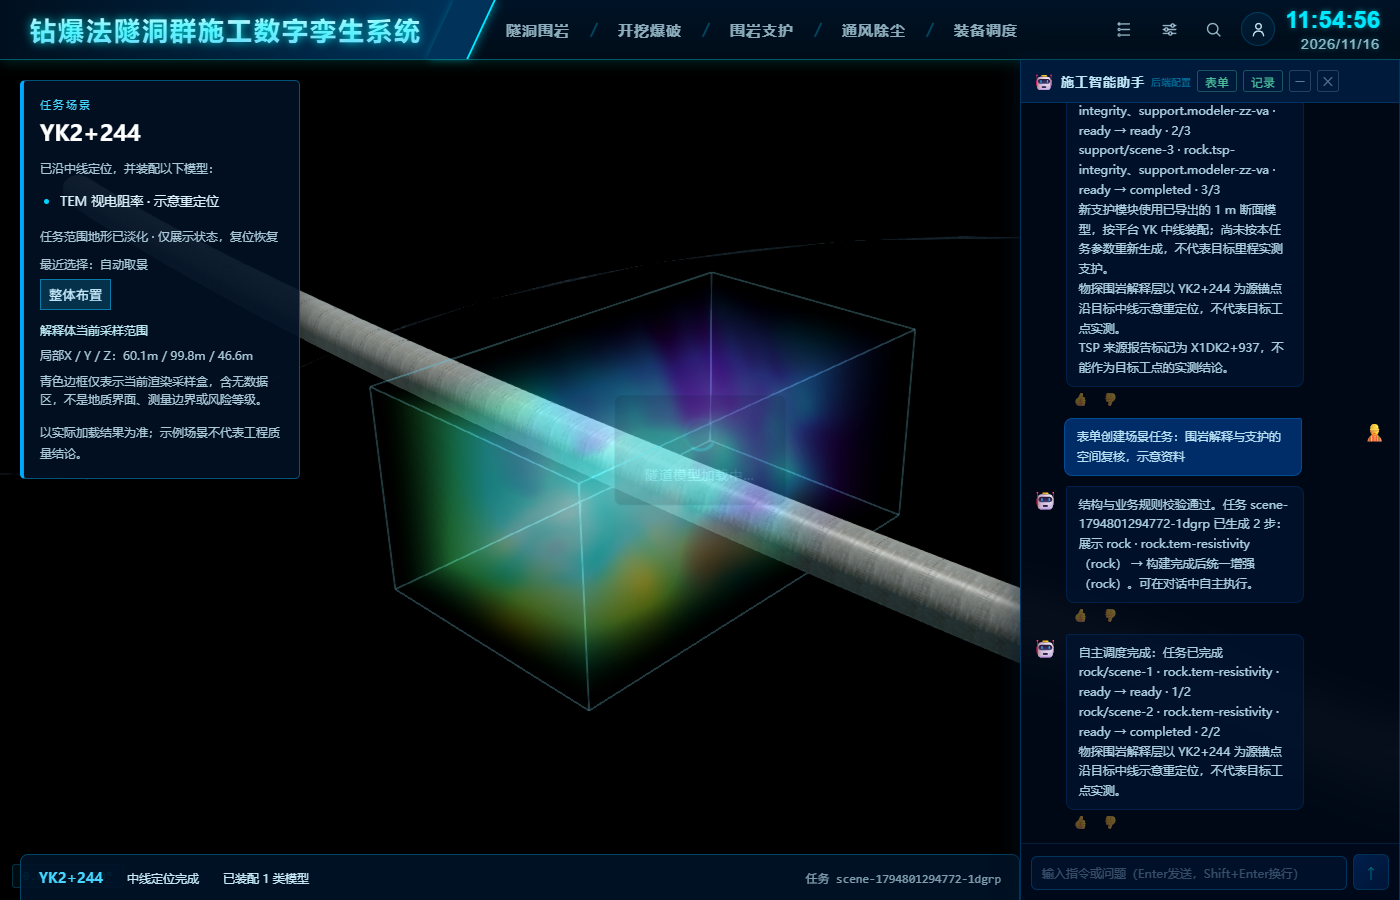 钻爆法隧洞群施工数字孪生系统
隧洞围岩 / 开挖爆破 / 围岩支护 / 通风除尘 / 装备调度
11:54:56
2026/11/16
任务场景
YK2+244
已沿中线定位，并装配以下模型：
• TEM 视电阻率 · 示意重定位
任务范围地形已淡化 · 仅展示状态，复位恢复
最近选择：自动取景
整体布置
解释体当前采样范围
局部X / Y / Z：60.1m / 99.8m / 46.6m
青色边框仅表示当前渲染采样盒，含无数据
区，不是地质界面、测量边界或风险等级。
以实际加载结果为准；示例场景不代表工程质
量结论。
隧道模型加载中...
施工智能助手 后端配置 表单 记录
integrity、support.modeler-zz-va ·
ready → ready · 2/3
support/scene-3 · rock.tsp-
integrity、support.modeler-zz-va ·
ready → completed · 3/3
新支护模块使用已导出的 1 m 断面模
型，按平台 YK 中线装配；尚未按本任
务参数重新生成，不代表目标里程实测
支护。
物探围岩解释层以 YK2+244 为源锚点
沿目标中线示意重定位，不代表目标工
点实测。
TSP 来源报告标记为 X1DK2+937，不
能作为目标工点的实测结论。
表单创建场景任务：围岩解释与支护的
空间复核，示意资料
结构与业务规则校验通过。任务 scene-
1794801294772-1dgrp 已生成 2 步：
展示 rock · rock.tem-resistivity
（rock） → 构建完成后统一增强
（rock）。可在对话中自主执行。
自主调度完成：任务已完成
rock/scene-1 · rock.tem-resistivity ·
ready → ready · 1/2
rock/scene-2 · rock.tem-resistivity ·
ready → completed · 2/2
物探围岩解释层以 YK2+244 为源锚点
沿目标中线示意重定位，不代表目标工
点实测。
输入指令或问题（Enter发送，Shift+Enter换行）
YK2+244 中线定位完成 已装配 1 类模型 任务 scene-1794801294772-1dgrp